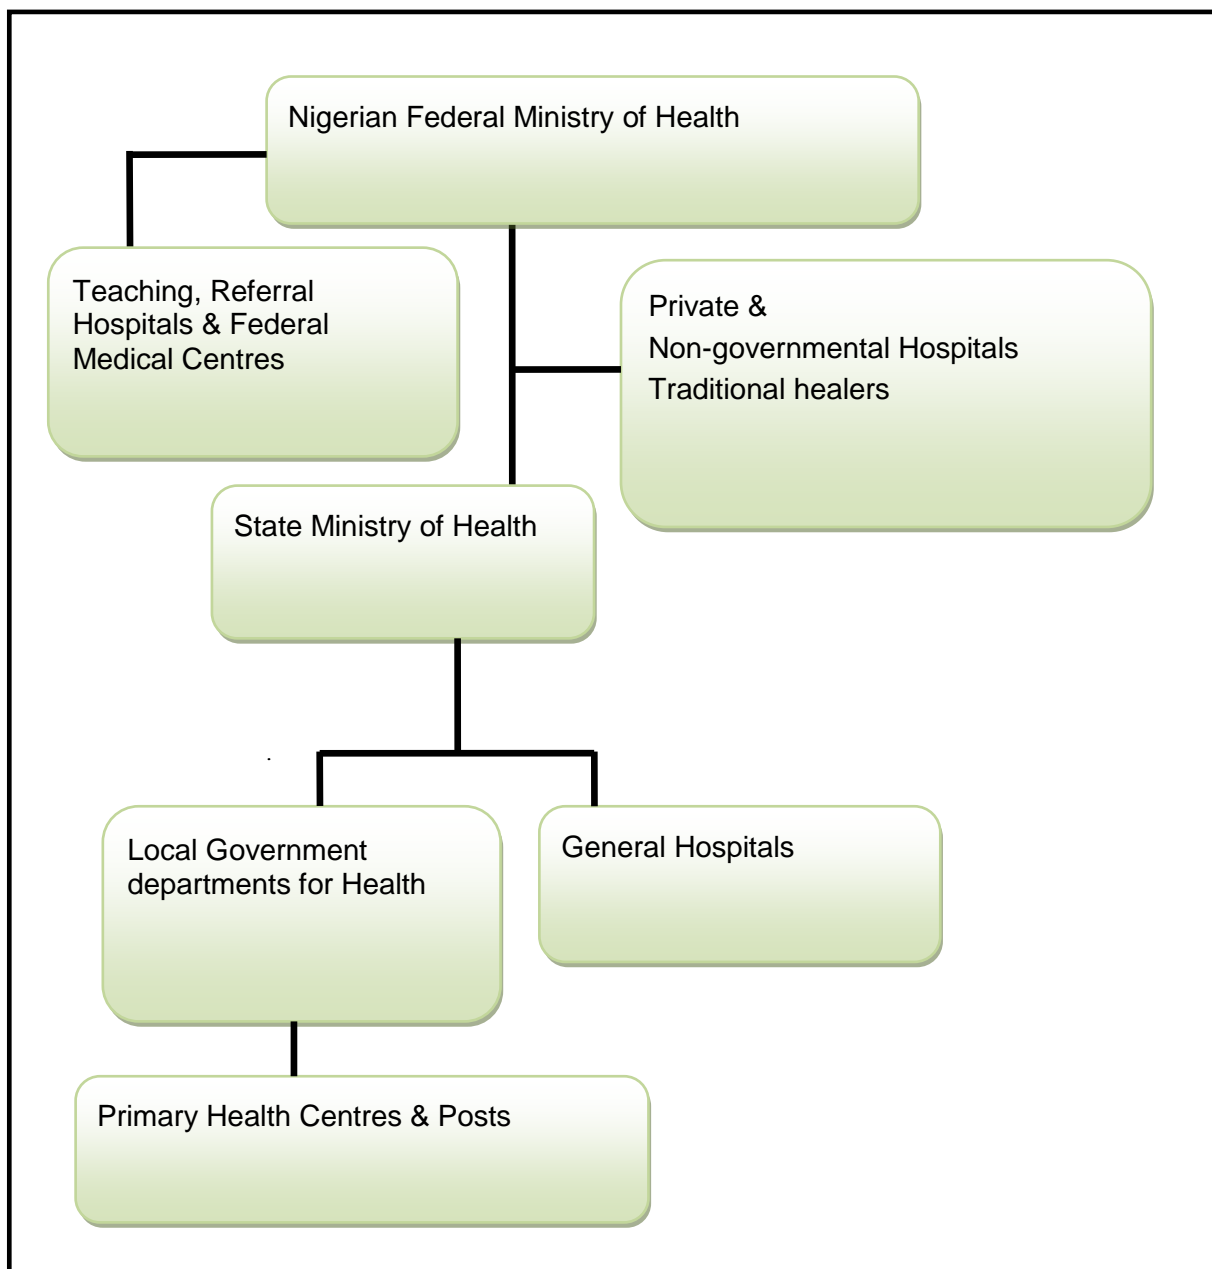 Nigerian Federal Ministry of Health
Teaching, Referral
Hospitals & Federal
Medical Centres
Private &
Non-governmental Hospitals
Traditional healers
State Ministry of Health
Local Government
departments for Health
General Hospitals
Primary Health Centres & Posts